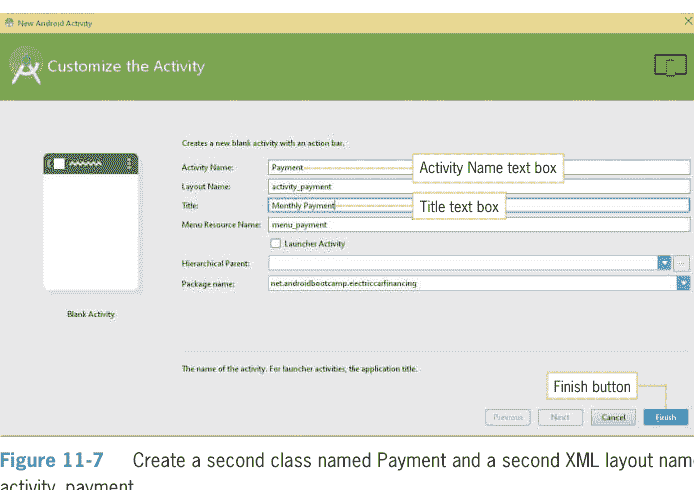 New Android Activity
Customize the Activity
Creates a new blank activity with an action bar.
Activity Name: Payment
Activity Name text box
Layout Name: activity_payment
Title: Monthly Payment
Title text box
Menu Resource Name: menu_payment
Launcher Activity
Hierarchical Parent:
Package name: net.androidbootcamp.electriccarfinancing
Blank Activity
The name of the activity. For launcher activities, the application title.
Finish button
Previous Next Cancel Finish
Figure 11-7 Create a second class named Payment and a second XML layout nam
activity_payment